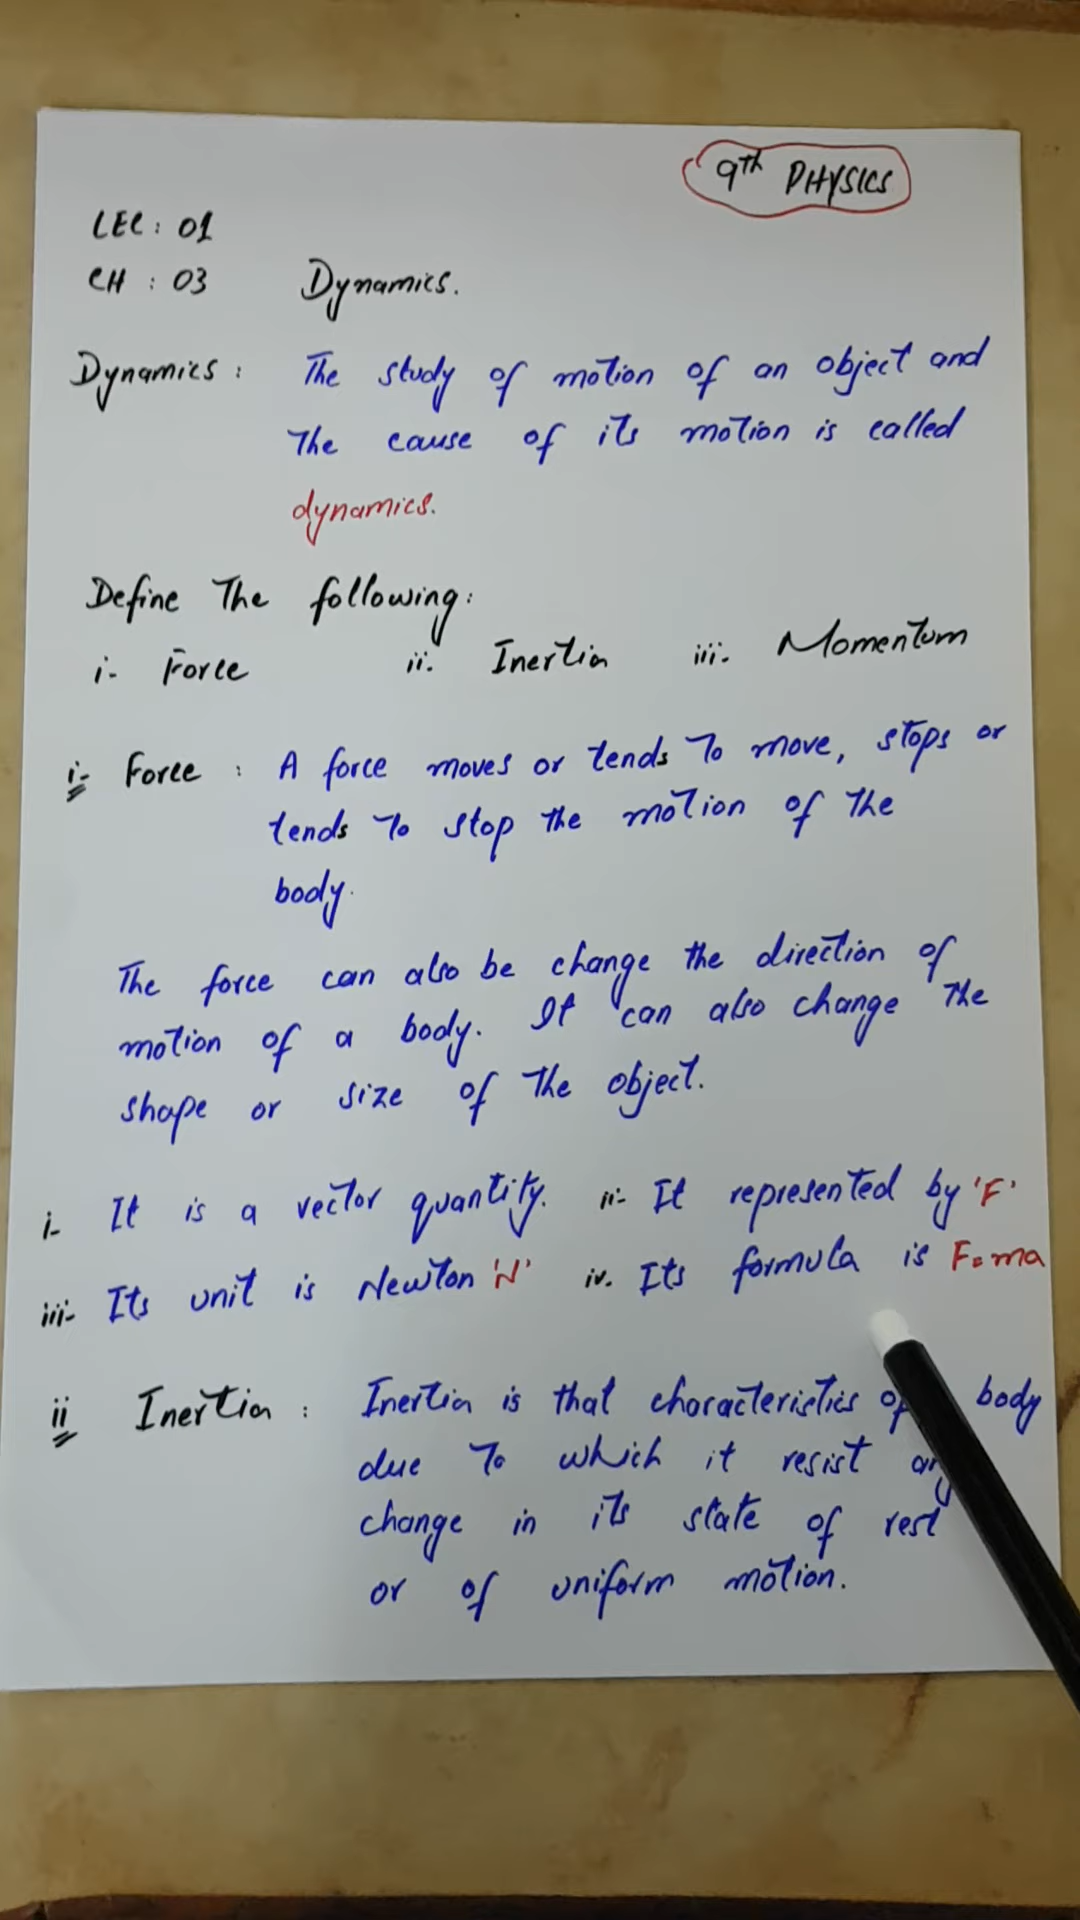 9th PHYSICS
LEC: 01
CH : 03 Dynamics.
Dynamics: The study of motion of an object and
The cause of its motion is called
dynamics.
Define The following:
i- Force ii. Inertia iii. Momentum
i- Force : A force moves or tends To move, stops or
tends To stop the motion of The
body.
The force can also be change the direction of
motion of a body. It can also change The
shape or size of The object.
i- It is a vector quantity. ii- It represented by 'F'
iii- Its unit is Newton 'N' iv. Its formula is F=ma
ii Inertia : Inertia is that characteristics of body
due To which it resist any
change in its state of rest
or of uniform motion.